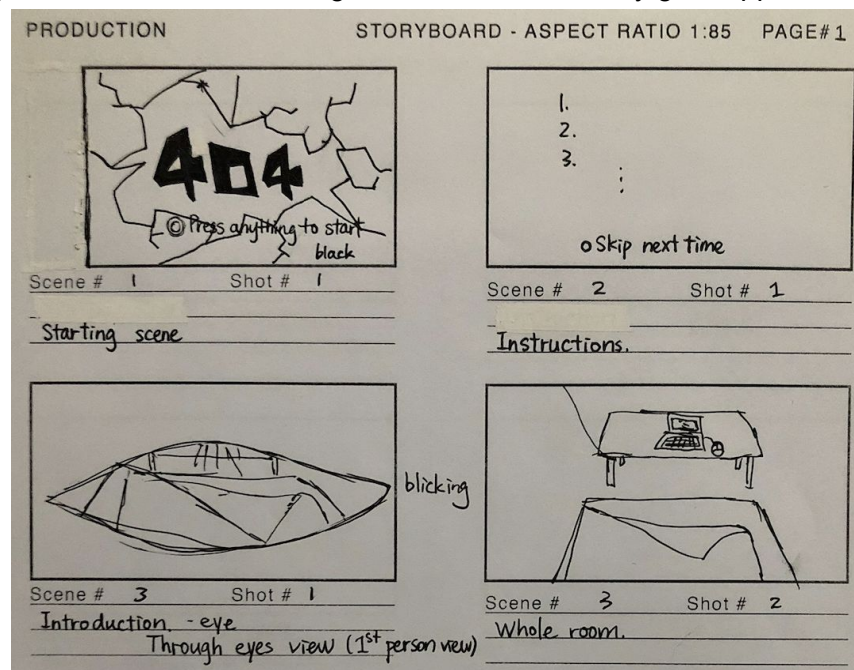 PRODUCTION STORYBOARD - ASPECT RATIO 1:85 PAGE# 1
404
Press anything to start
black
Scene # 1 Shot # 1
Starting scene
1.
2.
3.
Skip next time
Scene # 2 Shot # 1
Instructions.
blicking
Scene # 3 Shot # 1
Introduction. - eye
Through eyes view (1st person view)
Scene # 3 Shot # 2
Whole room.